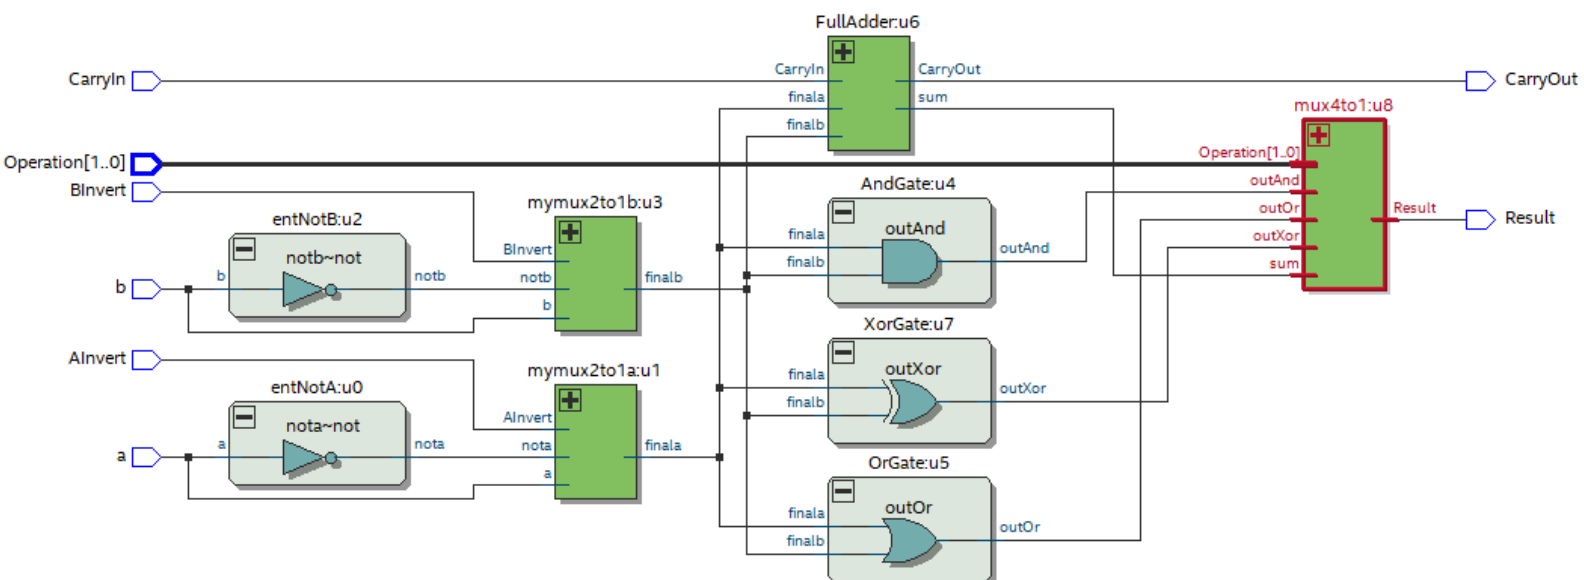 FullAdder:u6
CarryIn
CarryIn
CarryOut
CarryOut
finala
sum
finalb
mux4to1:u8
Operation[1..0]
Operation[1..0]
BInvert
outAnd
AndGate:u4
mymux2to1b:u3
outOr
Result
Result
entNotB:u2
outAnd
finala
outXor
BInvert
outAnd
notb~not
finalb
sum
b
b
notb
notb
finalb
b
XorGate:u7
AInvert
mymux2to1a:u1
outXor
finala
entNotA:u0
outXor
finalb
AInvert
nota~not
a
a
nota
nota
finala
OrGate:u5
a
outOr
finala
outOr
finalb